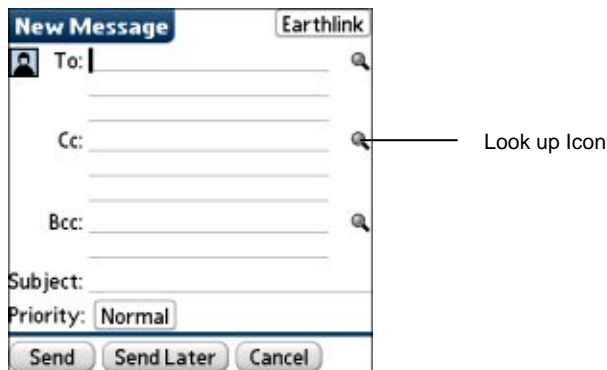 New Message Earthlink
To:
Cc:
Look up Icon
Bcc:
Subject:
Priority: Normal
Send Send Later Cancel